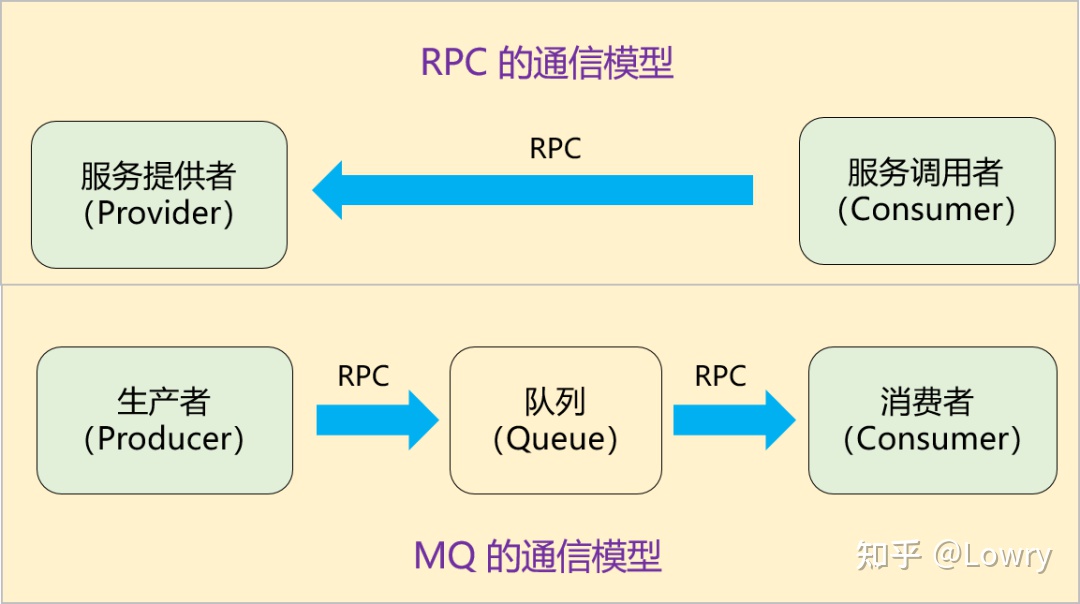 RPC 的通信模型
RPC
服务提供者
（Provider）
服务调用者
（Consumer）
RPC
RPC
生产者
（Producer）
队列
（Queue）
消费者
（Consumer）
MQ 的通信模型
知乎 @Lowry